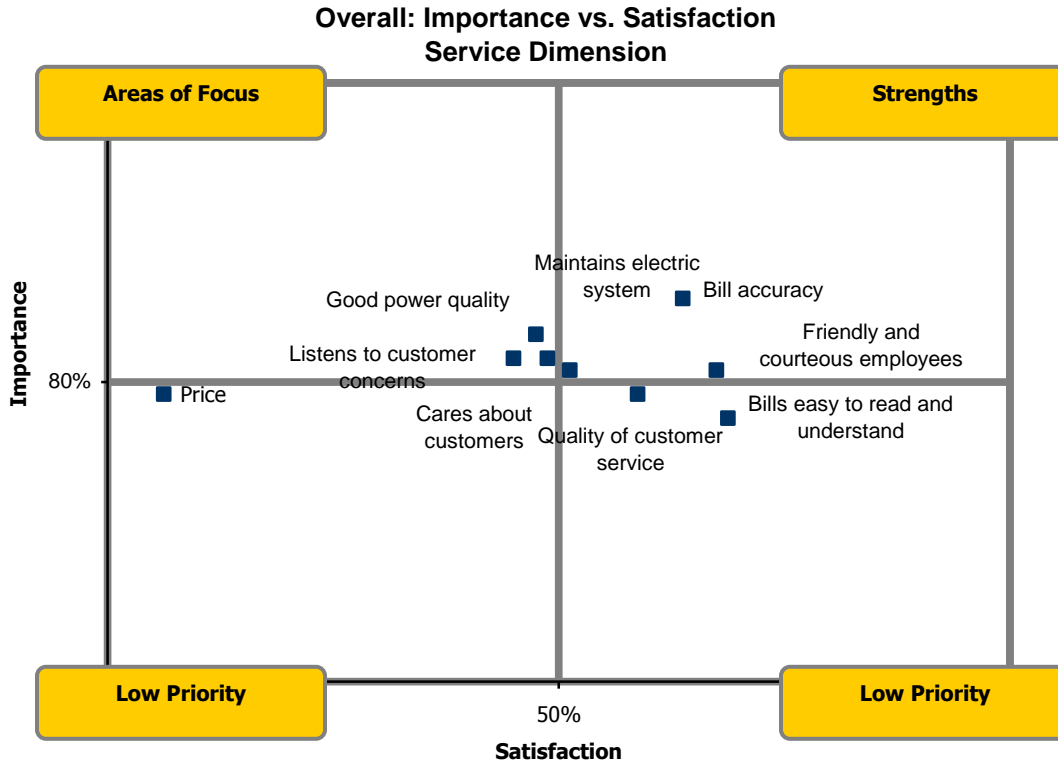 Overall: Importance vs. Satisfaction
Service Dimension
Areas of Focus
Strengths
Maintains electric
system
Bill accuracy
Good power quality
Friendly and
courteous employees
Listens to customer
concerns
Importance
80%
Price
Cares about
customers
Bills easy to read and
understand
Quality of customer
service
Low Priority
Low Priority
50%
Satisfaction